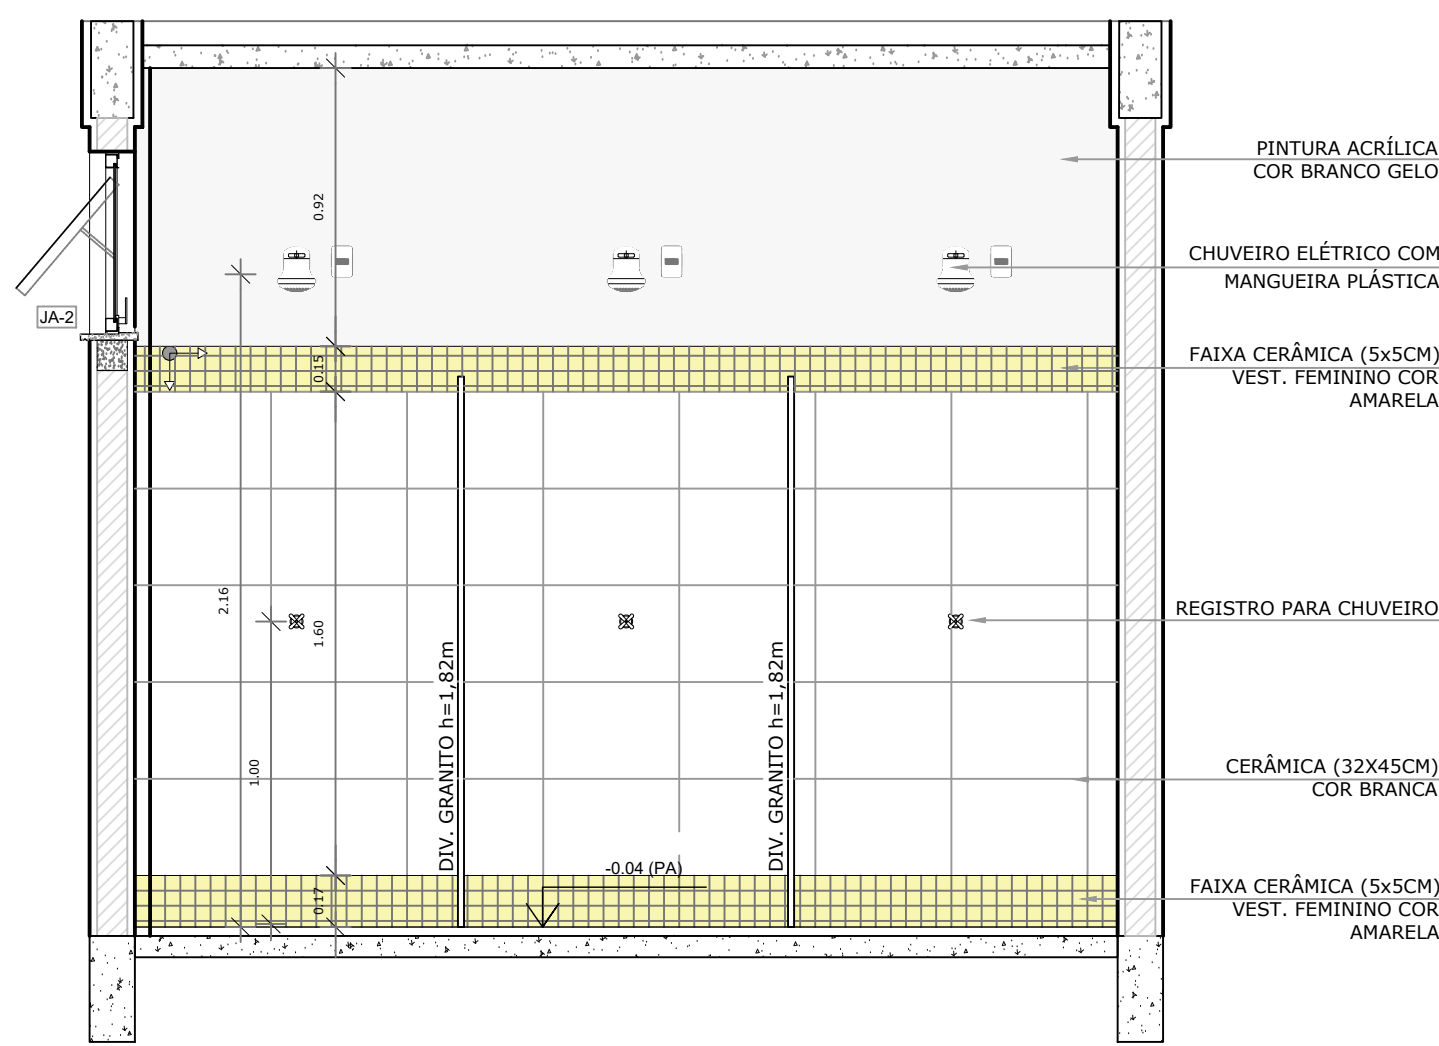 PINTURA ACRÍLICA
COR BRANCO GELO
0.92
CHUVEIRO ELÉTRICO COM
MANGUEIRA PLÁSTICA
JA-2
FAIXA CERÂMICA (5x5CM)
VEST. FEMININO COR
AMARELA
0.15
2.16
1.60
REGISTRO PARA CHUVEIRO
DIV. GRANITO h=1,82m
DIV. GRANITO h=1,82m
1.00
CERÂMICA (32X45CM)
COR BRANCA
-0.04 (PA)
0.17
FAIXA CERÂMICA (5x5CM)
VEST. FEMININO COR
AMARELA